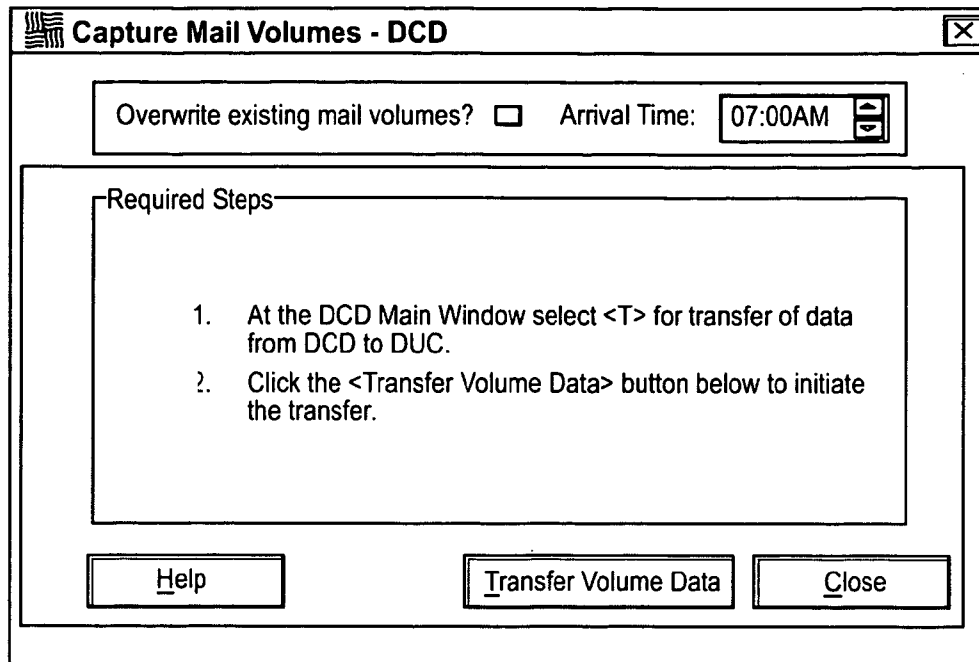 Capture Mail Volumes - DCD
Overwrite existing mail volumes? Arrival Time: 07:00AM
Required Steps
1. At the DCD Main Window select <T> for transfer of data
from DCD to DUC.
2. Click the <Transfer Volume Data> button below to initiate
the transfer.
Help Transfer Volume Data Close